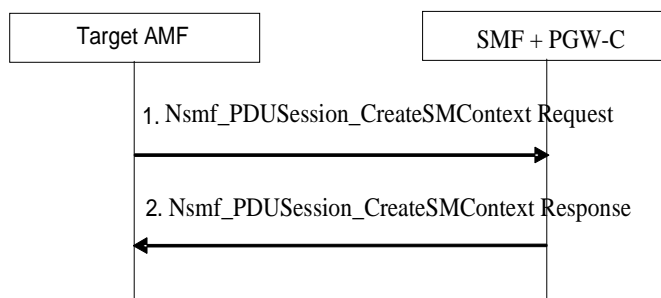 Target AMF
SMF + PGW-C
1. Nsmf_PDUSession_CreateSMContext Request
2. Nsmf_PDUSession_CreateSMContext Response